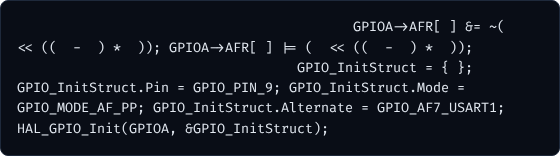 GPIOA->AFR[ ] &= ~(
<< (( - ) * )); GPIOA->AFR[ ] |= ( << (( - ) * ));
GPIO_InitStruct = { };
GPIO_InitStruct.Pin = GPIO_PIN_9; GPIO_InitStruct.Mode =
GPIO_MODE_AF_PP; GPIO_InitStruct.Alternate = GPIO_AF7_USART1;
HAL_GPIO_Init(GPIOA, &GPIO_InitStruct);